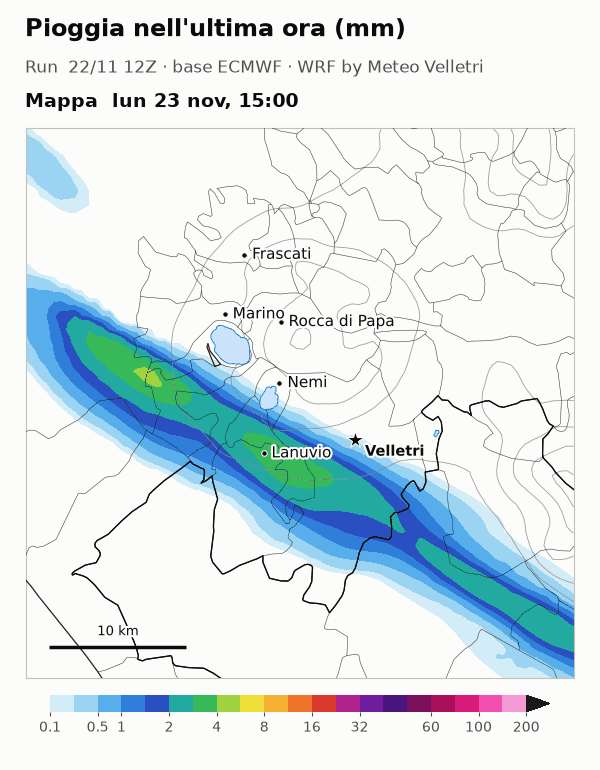 Pioggia nell'ultima ora (mm)
Run  22/11 12Z · base ECMWF · WRF by Meteo Velletri
Mappa  lun 23 nov, 15:00
Frascati
Marino
Rocca di Papa
Nemi
Velletri
Lanuvio
10 km
0.1 0.5 1 2 4 8 16 32 60 100 200